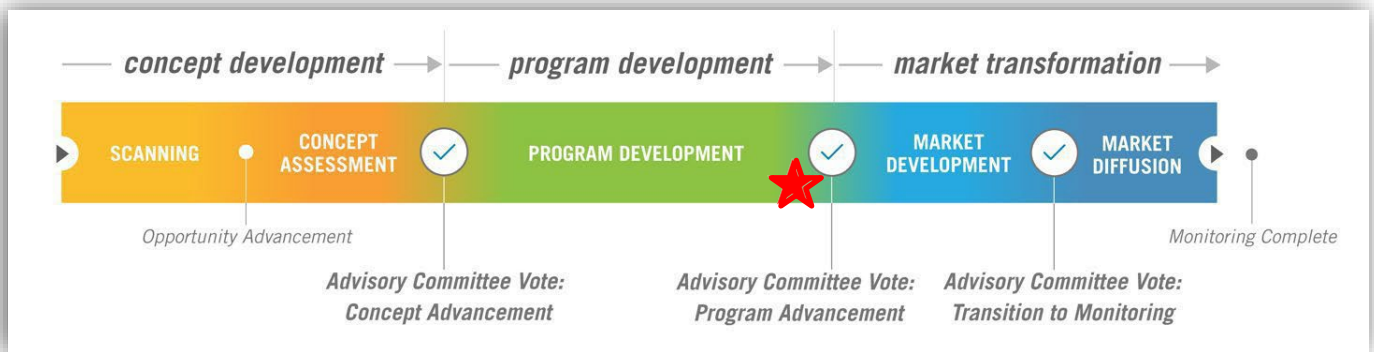 concept development
program development
market transformation
SCANNING
CONCEPT
ASSESSMENT
PROGRAM DEVELOPMENT
MARKET
DEVELOPMENT
MARKET
DIFFUSION
Opportunity Advancement
Monitoring Complete
Advisory Committee Vote:
Concept Advancement
Advisory Committee Vote:
Program Advancement
Advisory Committee Vote:
Transition to Monitoring